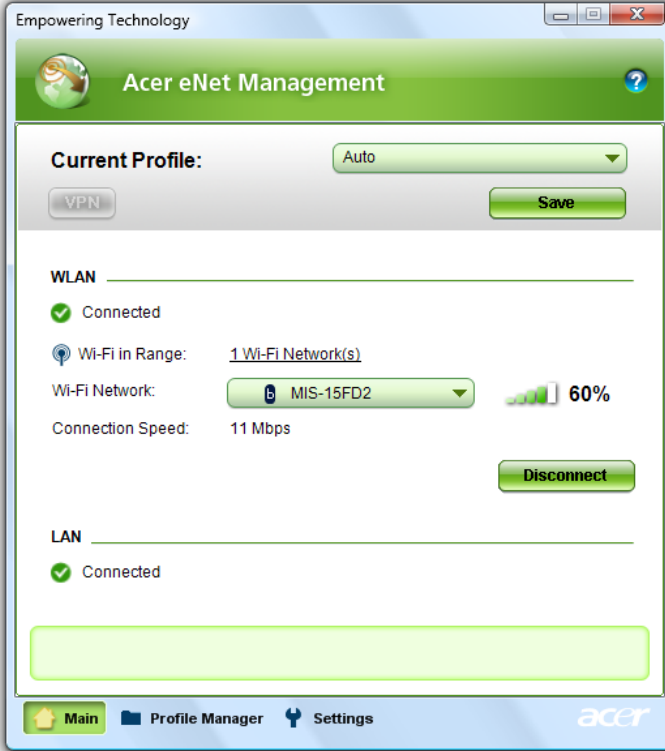 Empowering Technology
Acer eNet Management
?
Current Profile: Auto
VPN Save
WLAN
Connected
Wi-Fi in Range: 1 Wi-Fi Network(s)
Wi-Fi Network: b MIS-15FD2 60%
Connection Speed: 11 Mbps
Disconnect
LAN
Connected
Main Profile Manager Settings acer